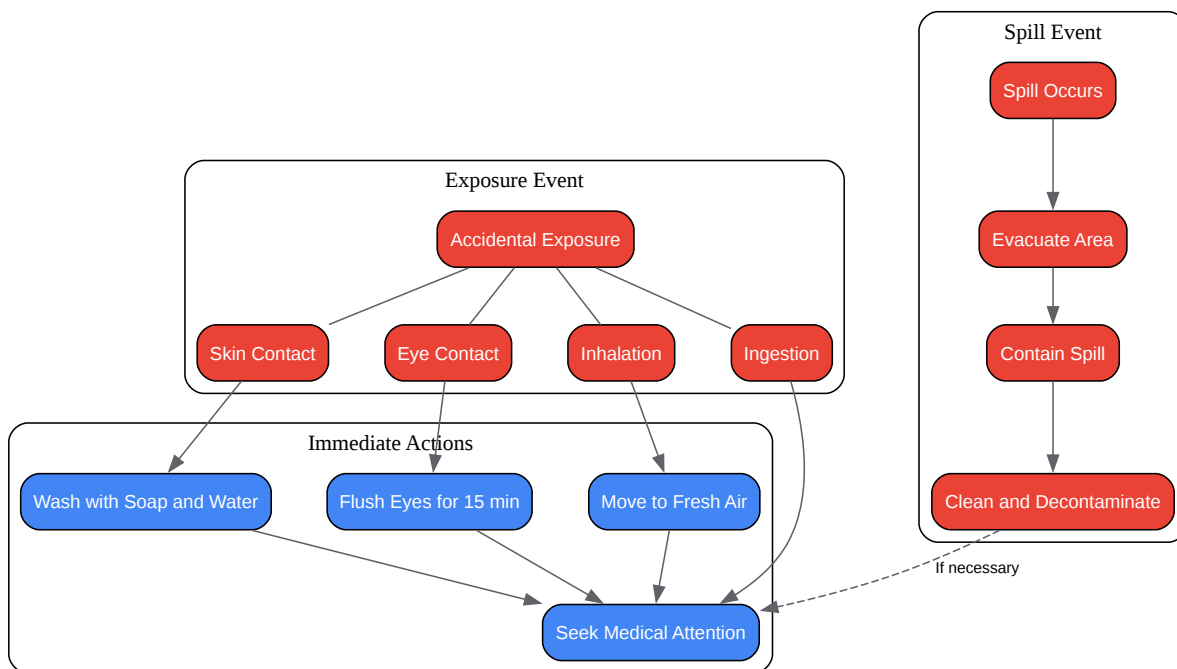 Spill Event
Spill Occurs
Exposure Event
Accidental Exposure
Evacuate Area
Skin Contact
Eye Contact
Inhalation
Ingestion
Contain Spill
Immediate Actions
Wash with Soap and Water
Flush Eyes for 15 min
Move to Fresh Air
Clean and Decontaminate
If necessary
Seek Medical Attention